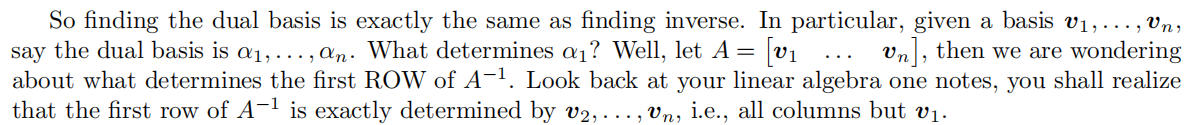 So finding the dual basis is exactly the same as finding inverse. In particular, given a basis v₁, . . . , vₙ,
say the dual basis is α₁, . . . , αₙ. What determines α₁? Well, let A = [v₁ . . . vₙ], then we are wondering
about what determines the first ROW of A⁻¹. Look back at your linear algebra one notes, you shall realize
that the first row of A⁻¹ is exactly determined by v₂, . . . , vₙ, i.e., all columns but v₁.